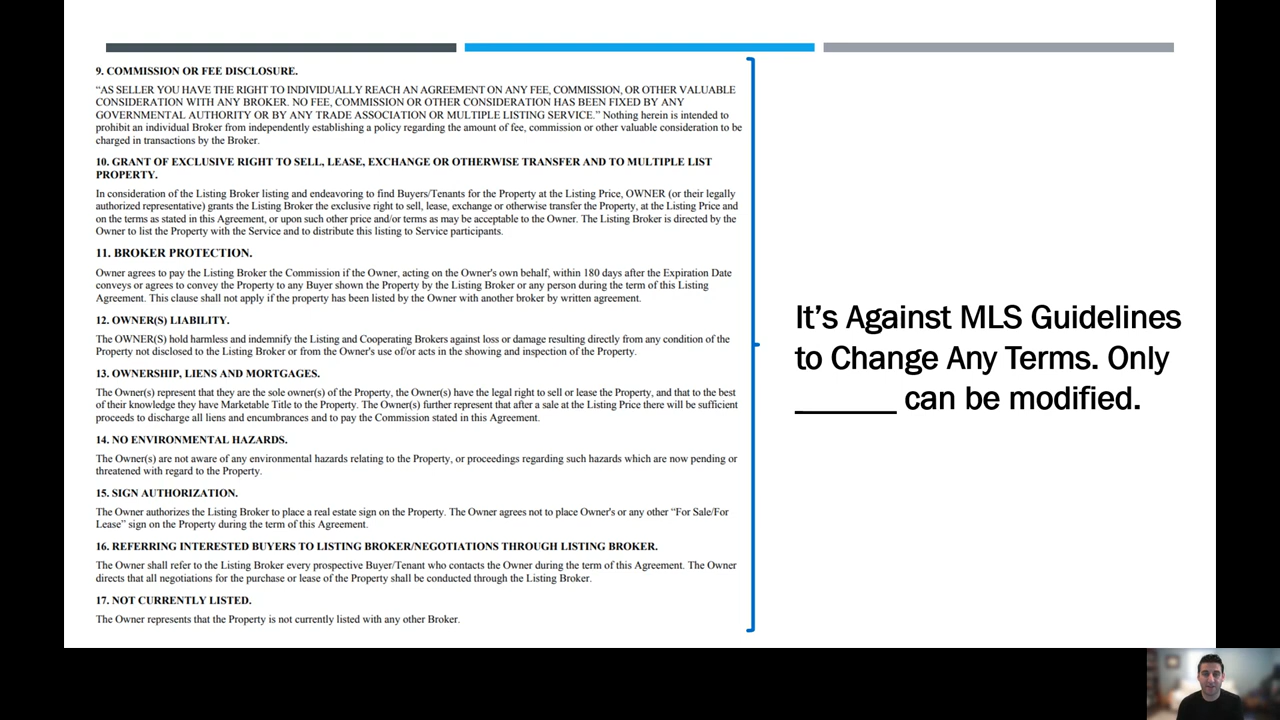 9. COMMISSION OR FEE DISCLOSURE.
“AS SELLER YOU HAVE THE RIGHT TO INDIVIDUALLY REACH AN AGREEMENT ON ANY FEE, COMMISSION, OR OTHER VALUABLE
CONSIDERATION WITH ANY BROKER. NO FEE, COMMISSION OR OTHER CONSIDERATION HAS BEEN FIXED BY ANY
GOVERNMENTAL AUTHORITY OR BY ANY TRADE ASSOCIATION OR MULTIPLE LISTING SERVICE.” Nothing herein is intended to
prohibit an individual Broker from independently establishing a policy regarding the amount of fee, commission or other valuable consideration to be
charged in transactions by the Broker.
10. GRANT OF EXCLUSIVE RIGHT TO SELL, LEASE, EXCHANGE OR OTHERWISE TRANSFER AND TO MULTIPLE LIST
PROPERTY.
In consideration of the Listing Broker listing and endeavoring to find Buyers/Tenants for the Property at the Listing Price, OWNER (or their legally
authorized representative) grants the Listing Broker the exclusive right to sell, lease, exchange or otherwise transfer the Property, at the Listing Price and
on the terms as stated in this Agreement, or upon such other price and/or terms as may be acceptable to the Owner. The Listing Broker is directed by the
Owner to list the Property with the Service and to distribute this listing to Service participants.
11. BROKER PROTECTION.
Owner agrees to pay the Listing Broker the Commission if the Owner, acting on the Owner's own behalf, within 180 days after the Expiration Date
conveys or agrees to convey the Property to any Buyer shown the Property by the Listing Broker or any person during the term of this Listing
Agreement. This clause shall not apply if the property has been listed by the Owner with another broker by written agreement.
12. OWNER(S) LIABILITY.
The OWNER(S) hold harmless and indemnify the Listing and Cooperating Brokers against loss or damage resulting directly from any condition of the
Property not disclosed to the Listing Broker or from the Owner's use of/or acts in the showing and inspection of the Property.
13. OWNERSHIP, LIENS AND MORTGAGES.
The Owner(s) represent that they are the sole owner(s) of the Property, the Owner(s) have the legal right to sell or lease the Property, and that to the best
of their knowledge they have Marketable Title to the Property. The Owner(s) further represent that after a sale at the Listing Price there will be sufficient
proceeds to discharge all liens and encumbrances and to pay the Commission stated in this Agreement.
14. NO ENVIRONMENTAL HAZARDS.
The Owner(s) are not aware of any environmental hazards relating to the Property, or proceedings regarding such hazards which are now pending or
threatened with regard to the Property.
15. SIGN AUTHORIZATION.
The Owner authorizes the Listing Broker to place a real estate sign on the Property. The Owner agrees not to place Owner's or any other “For Sale/For
Lease” sign on the Property during the term of this Agreement.
16. REFERRING INTERESTED BUYERS TO LISTING BROKER/NEGOTIATIONS THROUGH LISTING BROKER.
The Owner shall refer to the Listing Broker every prospective Buyer/Tenant who contacts the Owner during the term of this Agreement. The Owner
directs that all negotiations for the purchase or lease of the Property shall be conducted through the Listing Broker.
17. NOT CURRENTLY LISTED.
The Owner represents that the Property is not currently listed with any other Broker.
It’s Against MLS Guidelines
to Change Any Terms. Only
______ can be modified.